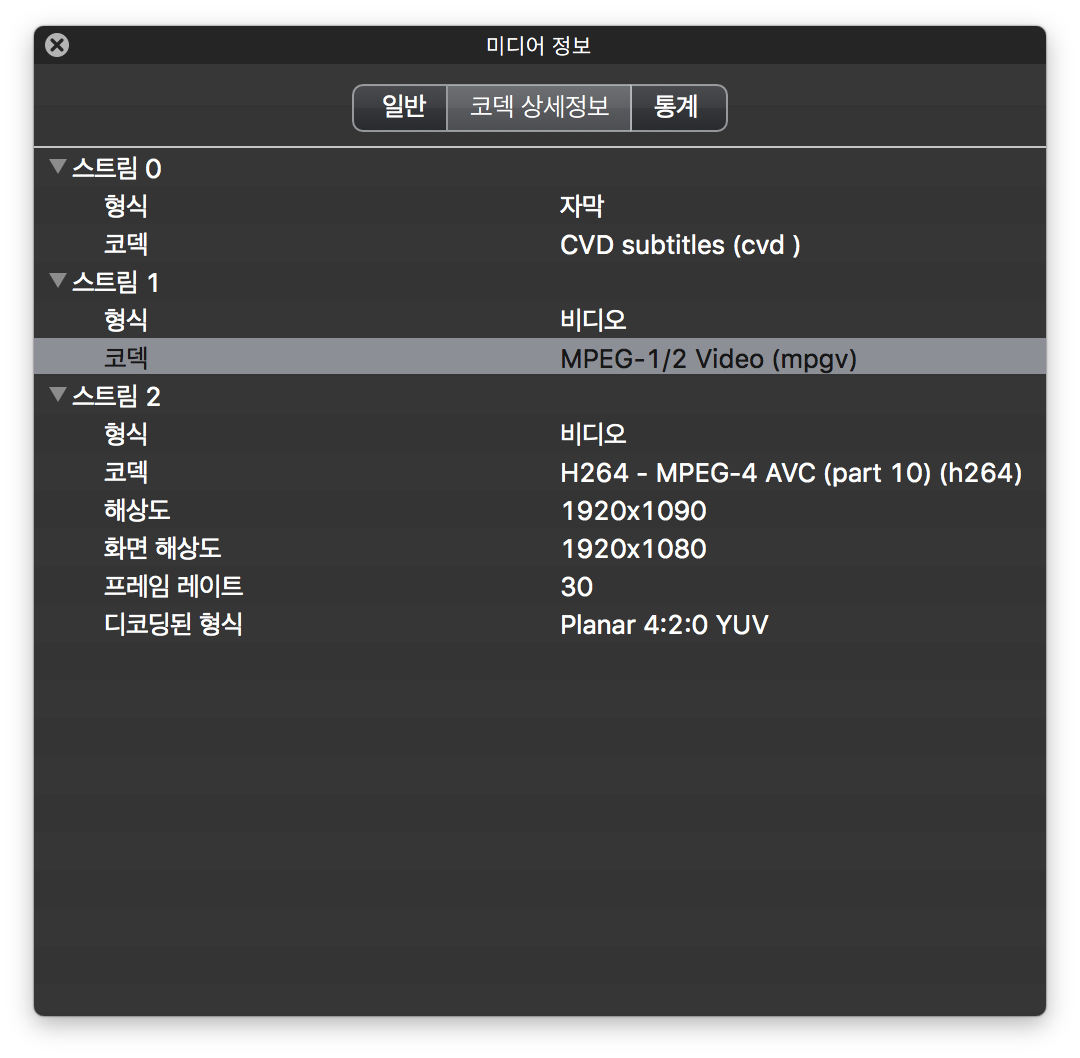 미디어 정보
일반 코덱 상세정보 통계
스트림 0
형식 자막
코덱 CVD subtitles (cvd )
스트림 1
형식 비디오
코덱 MPEG-1/2 Video (mpgv)
스트림 2
형식 비디오
코덱 H264 - MPEG-4 AVC (part 10) (h264)
해상도 1920x1090
화면 해상도 1920x1080
프레임 레이트 30
디코딩된 형식 Planar 4:2:0 YUV